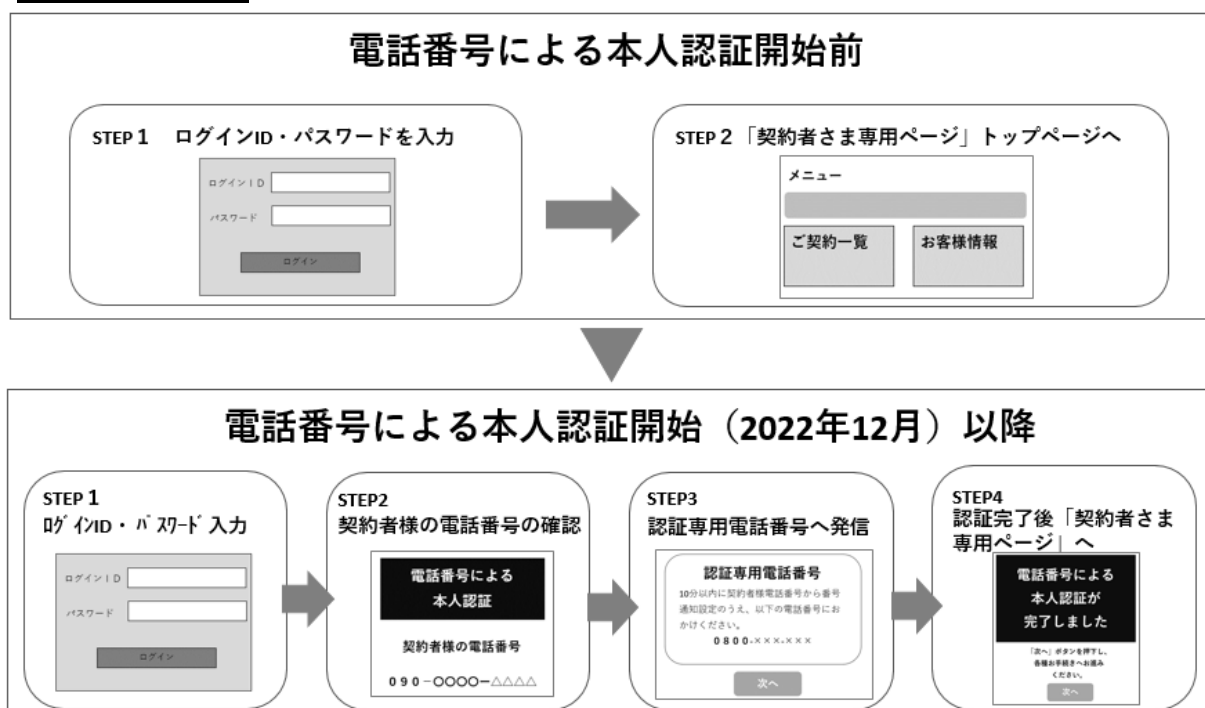 電話番号による本人認証開始前
STEP 1 ログインID・パスワードを入力
ログインID
パスワード
ログイン
STEP 2「契約者さま専用ページ」トップページへ
メニュー
ご契約一覧
お客様情報
電話番号による本人認証開始（2022年12月）以降
STEP 1
ﾛｸﾞｲﾝID・ﾊﾟｽﾜｰﾄﾞ入力
ログインID
パスワード
ログイン
STEP2
契約者様の電話番号の確認
電話番号による
本人認証
契約者様の電話番号
090-○○○○ー△△△△
STEP3
認証専用電話番号へ発信
認証専用電話番号
10分以内に契約者様電話番号から番号
通知設定のうえ、以下の電話番号にお
かけください。
0800-×××-×××
次へ
STEP4
認証完了後「契約者さま
専用ページ」へ
電話番号による
本人認証が
完了しました
「次へ」ボタンを押下し、
各種お手続きへお進み
ください。
次へ